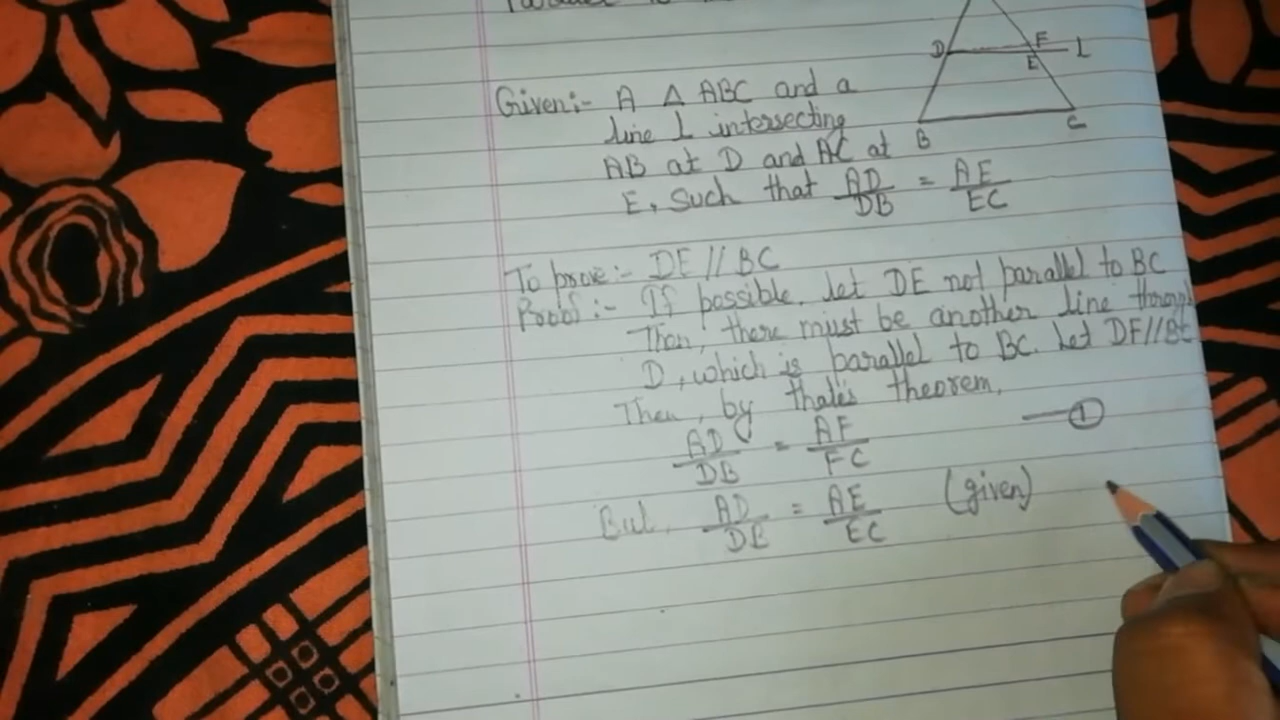 D F L
E
B C
Given:- A Δ ABC and a
line L intersecting
AB at D and AC at
E, Such that AD/DB = AE/EC
To prove:- DE // BC
Proof:- If possible, let DE not parallel to BC
Then, there must be another line through
D, which is parallel to BC. Let DF//BC
Then, by thale's theorem,
AD/DB = AF/FC —①
But, AD/DB = AE/EC (given)